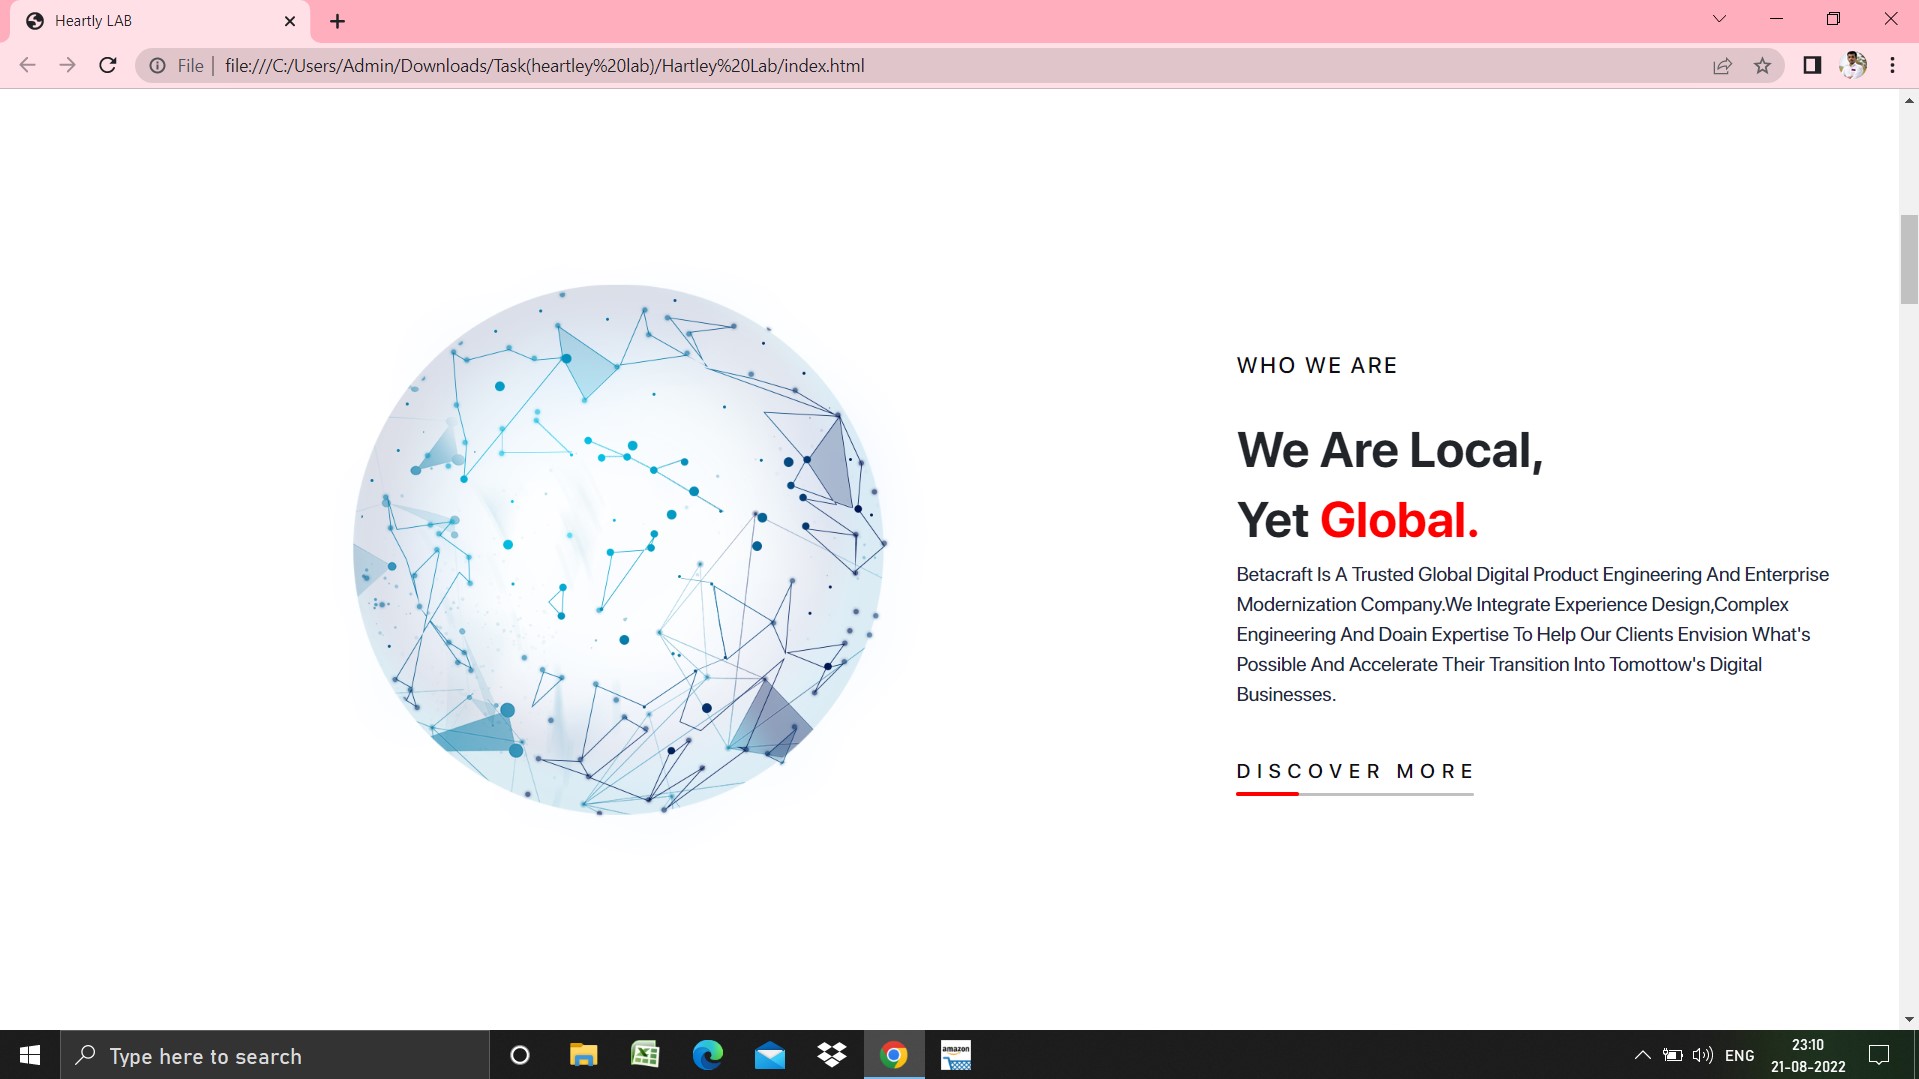 Heartly LAB
File
file:///C:/Users/Admin/Downloads/Task(heartley%20lab)/Hartley%20Lab/index.html
WHO WE ARE
We Are Local,
Yet Global.
Betacraft Is A Trusted Global Digital Product Engineering And Enterprise
Modernization Company.We Integrate Experience Design,Complex
Engineering And Doain Expertise To Help Our Clients Envision What's
Possible And Accelerate Their Transition Into Tomottow's Digital
Businesses.
DISCOVER MORE
Type here to search
amazon
ENG
23:10
21-08-2022